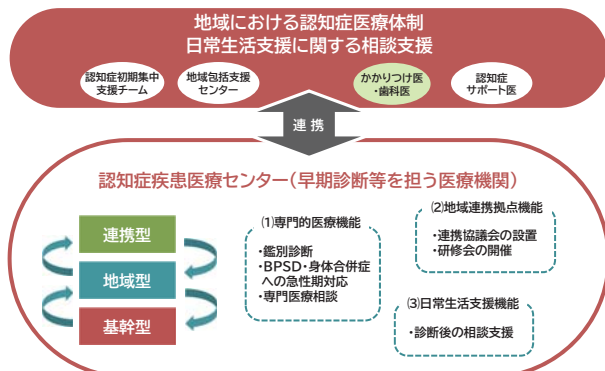 地域における認知症医療体制
日常生活支援に関する相談支援
認知症初期集中
支援チーム
地域包括支援
センター
かかりつけ医
・歯科医
認知症
サポート医
連 携
認知症疾患医療センター(早期診断等を担う医療機関)
連携型
地域型
基幹型
(1)専門的医療機能
・鑑別診断
・BPSD・身体合併症
への急性期対応
・専門医療相談
(2)地域連携拠点機能
・連携協議会の設置
・研修会の開催
(3)日常生活支援機能
・診断後の相談支援